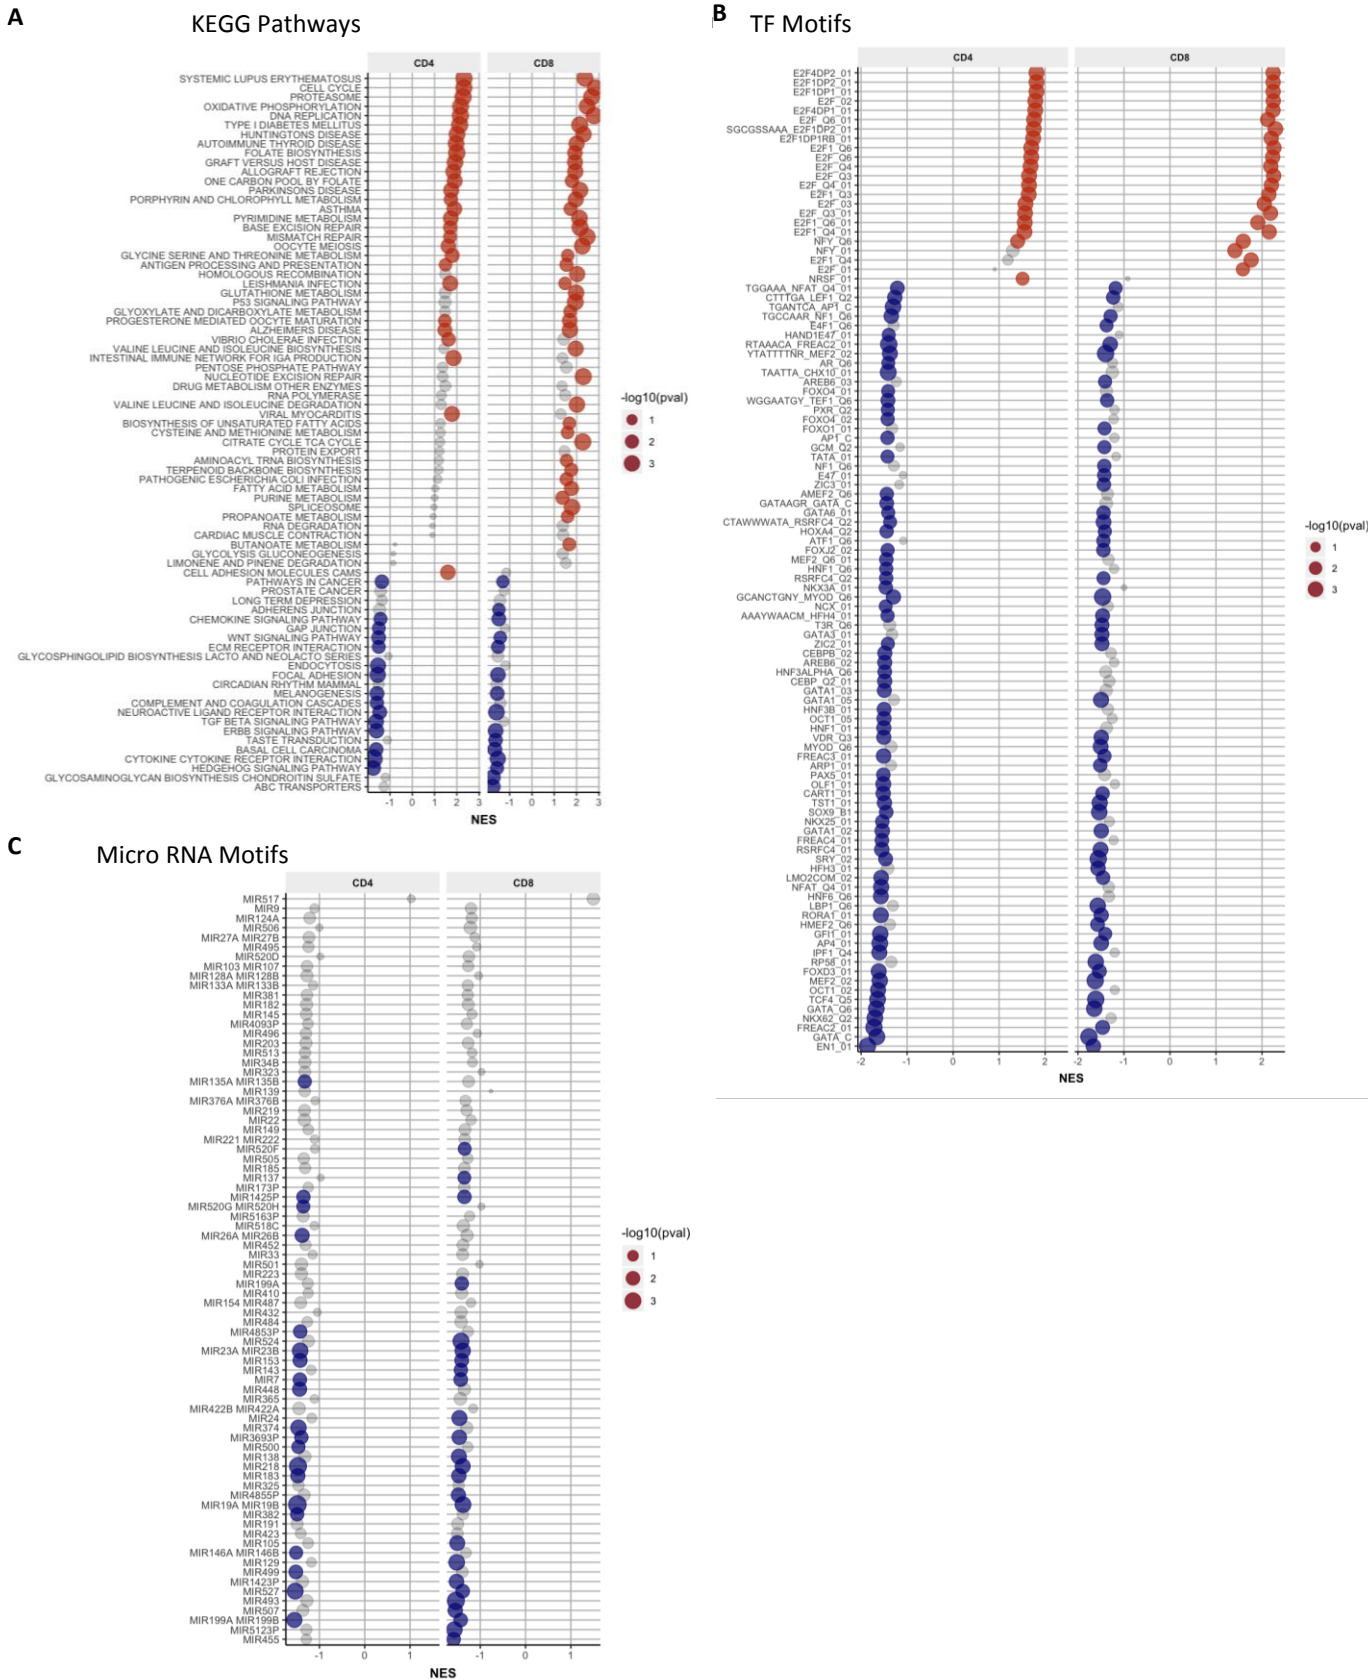 A
KEGG Pathways
CD4
CD8
SYSTEMIC LUPUS ERYTHEMATOSUS
CELL CYCLE
PROTEASOME
OXIDATIVE PHOSPHORYLATION
DNA REPLICATION
TYPE I DIABETES MELLITUS
HUNTINGTONS DISEASE
AUTOIMMUNE THYROID DISEASE
FOLATE BIOSYNTHESIS
GRAFT VERSUS HOST DISEASE
ALLOGRAFT REJECTION
ONE CARBON POOL BY FOLATE
PARKINSONS DISEASE
PORPHYRIN AND CHLOROPHYLL METABOLISM
ASTHMA
PYRIMIDINE METABOLISM
BASE EXCISION REPAIR
MISMATCH REPAIR
OOCYTE MEIOSIS
GLYCINE SERINE AND THREONINE METABOLISM
ANTIGEN PROCESSING AND PRESENTATION
HOMOLOGOUS RECOMBINATION
LEISHMANIA INFECTION
GLUTATHIONE METABOLISM
P53 SIGNALING PATHWAY
GLYOXYLATE AND DICARBOXYLATE METABOLISM
PROGESTERONE MEDIATED OOCYTE MATURATION
ALZHEIMERS DISEASE
VIBRIO CHOLERAE INFECTION
VALINE LEUCINE AND ISOLEUCINE BIOSYNTHESIS
INTESTINAL IMMUNE NETWORK FOR IGA PRODUCTION
PENTOSE PHOSPHATE PATHWAY
NUCLEOTIDE EXCISION REPAIR
DRUG METABOLISM OTHER ENZYMES
RNA POLYMERASE
VALINE LEUCINE AND ISOLEUCINE DEGRADATION
VIRAL MYOCARDITIS
BIOSYNTHESIS OF UNSATURATED FATTY ACIDS
CYSTEINE AND METHIONINE METABOLISM
CITRATE CYCLE TCA CYCLE
PROTEIN EXPORT
AMINOACYL TRNA BIOSYNTHESIS
TERPENOID BACKBONE BIOSYNTHESIS
PATHOGENIC ESCHERICHIA COLI INFECTION
FATTY ACID METABOLISM
PURINE METABOLISM
SPLICEOSOME
PROPANOATE METABOLISM
RNA DEGRADATION
CARDIAC MUSCLE CONTRACTION
BUTANOATE METABOLISM
GLYCOLYSIS GLUCONEOGENESIS
LIMONENE AND PINENE DEGRADATION
CELL ADHESION MOLECULES CAMS
PATHWAYS IN CANCER
PROSTATE CANCER
LONG TERM DEPRESSION
ADHERENS JUNCTION
CHEMOKINE SIGNALING PATHWAY
GAP JUNCTION
WNT SIGNALING PATHWAY
ECM RECEPTOR INTERACTION
GLYCOSPHINGOLIPID BIOSYNTHESIS LACTO AND NEOLACTO SERIES
ENDOCYTOSIS
FOCAL ADHESION
CIRCADIAN RHYTHM MAMMAL
MELANOGENESIS
COMPLEMENT AND COAGULATION CASCADES
NEUROACTIVE LIGAND RECEPTOR INTERACTION
TGF BETA SIGNALING PATHWAY
ERBB SIGNALING PATHWAY
TASTE TRANSDUCTION
BASAL CELL CARCINOMA
CYTOKINE CYTOKINE RECEPTOR INTERACTION
HEDGEHOG SIGNALING PATHWAY
GLYCOSAMINOGLYCAN BIOSYNTHESIS CHONDROITIN SULFATE
ABC TRANSPORTERS
-1 0 1 2 3 -1 0 1 2 3
NES
-log10(pval)
1
2
3
B
TF Motifs
CD4
CD8
E2F4DP2_01
E2F1DP2_01
E2F1DP1_01
E2F_02
E2F4DP1_01
E2F_Q6_01
SGCGSSAAA_E2F1DP2_01
E2F1DP1RB_01
E2F1_Q6
E2F_Q6
E2F_Q4
E2F_Q3
E2F_Q4_01
E2F1_Q3
E2F_03
E2F_Q3_01
E2F1_Q6_01
E2F1_Q4_01
NFY_Q6
NFY_01
E2F1_Q4
E2F_01
NRSF_01
TGGAAA_NFAT_Q4_01
CTTTGA_LEF1_Q2
TGANTCA_AP1_C
TGCCAAR_NF1_Q6
E4F1_Q6
HAND1E47_01
RTAAACA_FREAC2_01
YTATTTTNR_MEF2_02
AR_Q6
TAATTA_CHX10_01
AREB6_03
FOXO4_01
WGGAATGY_TEF1_Q6
PXR_Q2
FOXO4_02
FOXO1_01
AP1_C
GCM_Q2
TATA_01
NF1_Q6
E47_01
ZIC3_01
AMEF2_Q6
GATAAGR_GATA_C
GATA6_01
CTAWWWATA_RSRFC4_Q2
HOXA4_Q2
ATF1_Q6
FOXJ2_02
MEF2_Q6_01
HNF1_Q6
RSRFC4_Q2
NKX3A_01
GCANCTGNY_MYOD_Q6
NCX_01
AAAYWAACM_HFH4_01
T3R_Q6
GATA3_01
ZIC2_01
CEBPB_02
AREB6_02
HNF3ALPHA_Q6
CEBP_Q2_01
GATA1_03
GATA1_05
HNF3B_01
OCT1_05
HNF1_01
VDR_Q3
MYOD_Q6
FREAC3_01
ARP1_01
PAX5_01
OLF1_01
CART1_01
TST1_01
SOX9_B1
NKX25_01
GATA1_02
FREAC4_01
RSRFC4_01
SRY_02
HFH3_01
LMO2COM_02
NFAT_Q4_01
HNF6_Q6
LBP1_Q6
RORA1_01
HMEF2_Q6
GFI1_01
AP4_01
IPF1_Q4
RP58_01
FOXD3_01
MEF2_02
OCT1_02
TCF4_Q5
GATA_Q6
NKX62_Q2
FREAC2_01
GATA_C
EN1_01
-2 -1 0 1 2 -2 -1 0 1 2
NES
-log10(pval)
1
2
3
C
Micro RNA Motifs
CD4
CD8
MIR517
MIR9
MIR124A
MIR506
MIR27A MIR27B
MIR495
MIR520D
MIR103 MIR107
MIR128A MIR128B
MIR133A MIR133B
MIR381
MIR182
MIR145
MIR4093P
MIR496
MIR203
MIR513
MIR34B
MIR323
MIR135A MIR135B
MIR139
MIR376A MIR376B
MIR219
MIR22
MIR149
MIR221 MIR222
MIR520F
MIR505
MIR185
MIR137
MIR173P
MIR1425P
MIR520G MIR520H
MIR5163P
MIR518C
MIR26A MIR26B
MIR452
MIR33
MIR501
MIR223
MIR199A
MIR410
MIR154 MIR487
MIR432
MIR484
MIR4853P
MIR524
MIR23A MIR23B
MIR153
MIR143
MIR7
MIR448
MIR365
MIR422B MIR422A
MIR24
MIR374
MIR3693P
MIR500
MIR138
MIR218
MIR183
MIR325
MIR4855P
MIR19A MIR19B
MIR382
MIR191
MIR423
MIR105
MIR146A MIR146B
MIR129
MIR499
MIR1423P
MIR527
MIR493
MIR507
MIR199A MIR199B
MIR5123P
MIR455
-1 0 1 -1 0 1
NES
-log10(pval)
1
2
3